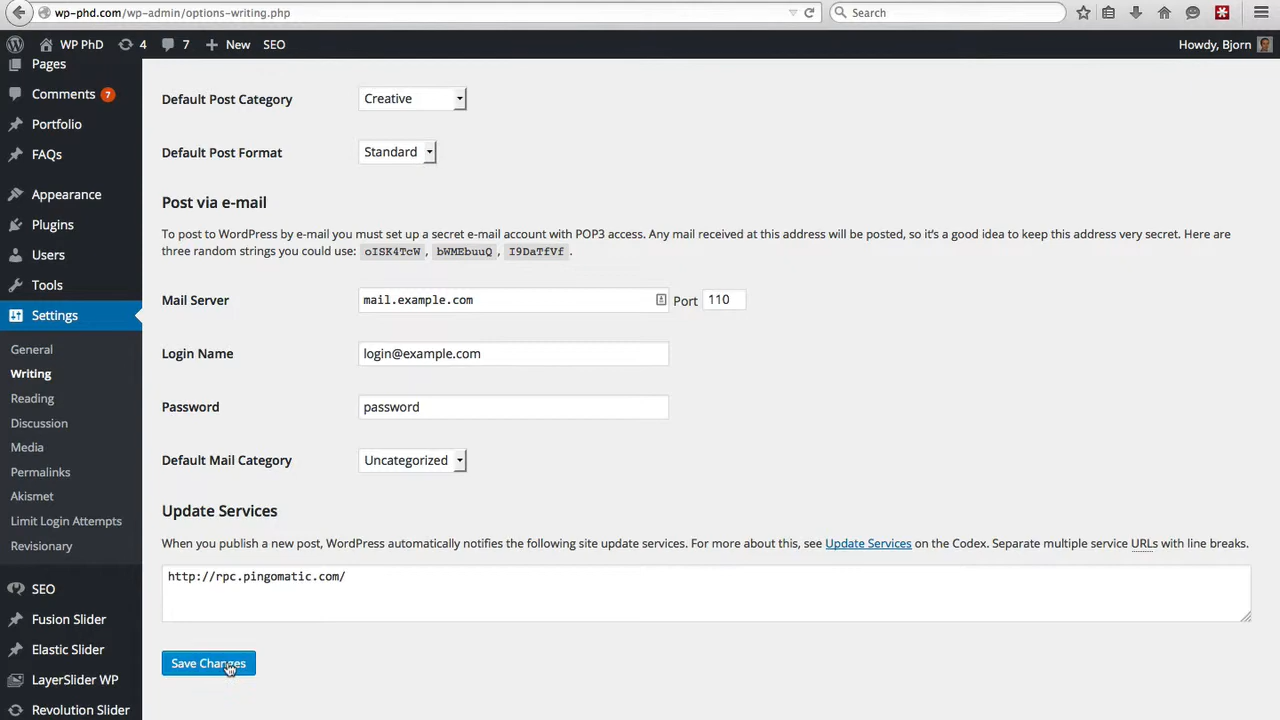 wp-phd.com/wp-admin/options-writing.php
Search
WP PhD 4 7 New SEO
Howdy, Bjorn
Pages
Comments 7
Portfolio
FAQs
Appearance
Plugins
Users
Tools
Settings
General
Writing
Reading
Discussion
Media
Permalinks
Akismet
Limit Login Attempts
Revisionary
SEO
Fusion Slider
Elastic Slider
LayerSlider WP
Revolution Slider
Default Post Category Creative
Default Post Format Standard
Post via e-mail
To post to WordPress by e-mail you must set up a secret e-mail account with POP3 access. Any mail received at this address will be posted, so it's a good idea to keep this address very secret. Here are
three random strings you could use: oISK4TcW, bWMEbuuQ, I9DaTfVf.
Mail Server mail.example.com Port 110
Login Name login@example.com
Password password
Default Mail Category Uncategorized
Update Services
When you publish a new post, WordPress automatically notifies the following site update services. For more about this, see Update Services on the Codex. Separate multiple service URLs with line breaks.
http://rpc.pingomatic.com/
Save Changes